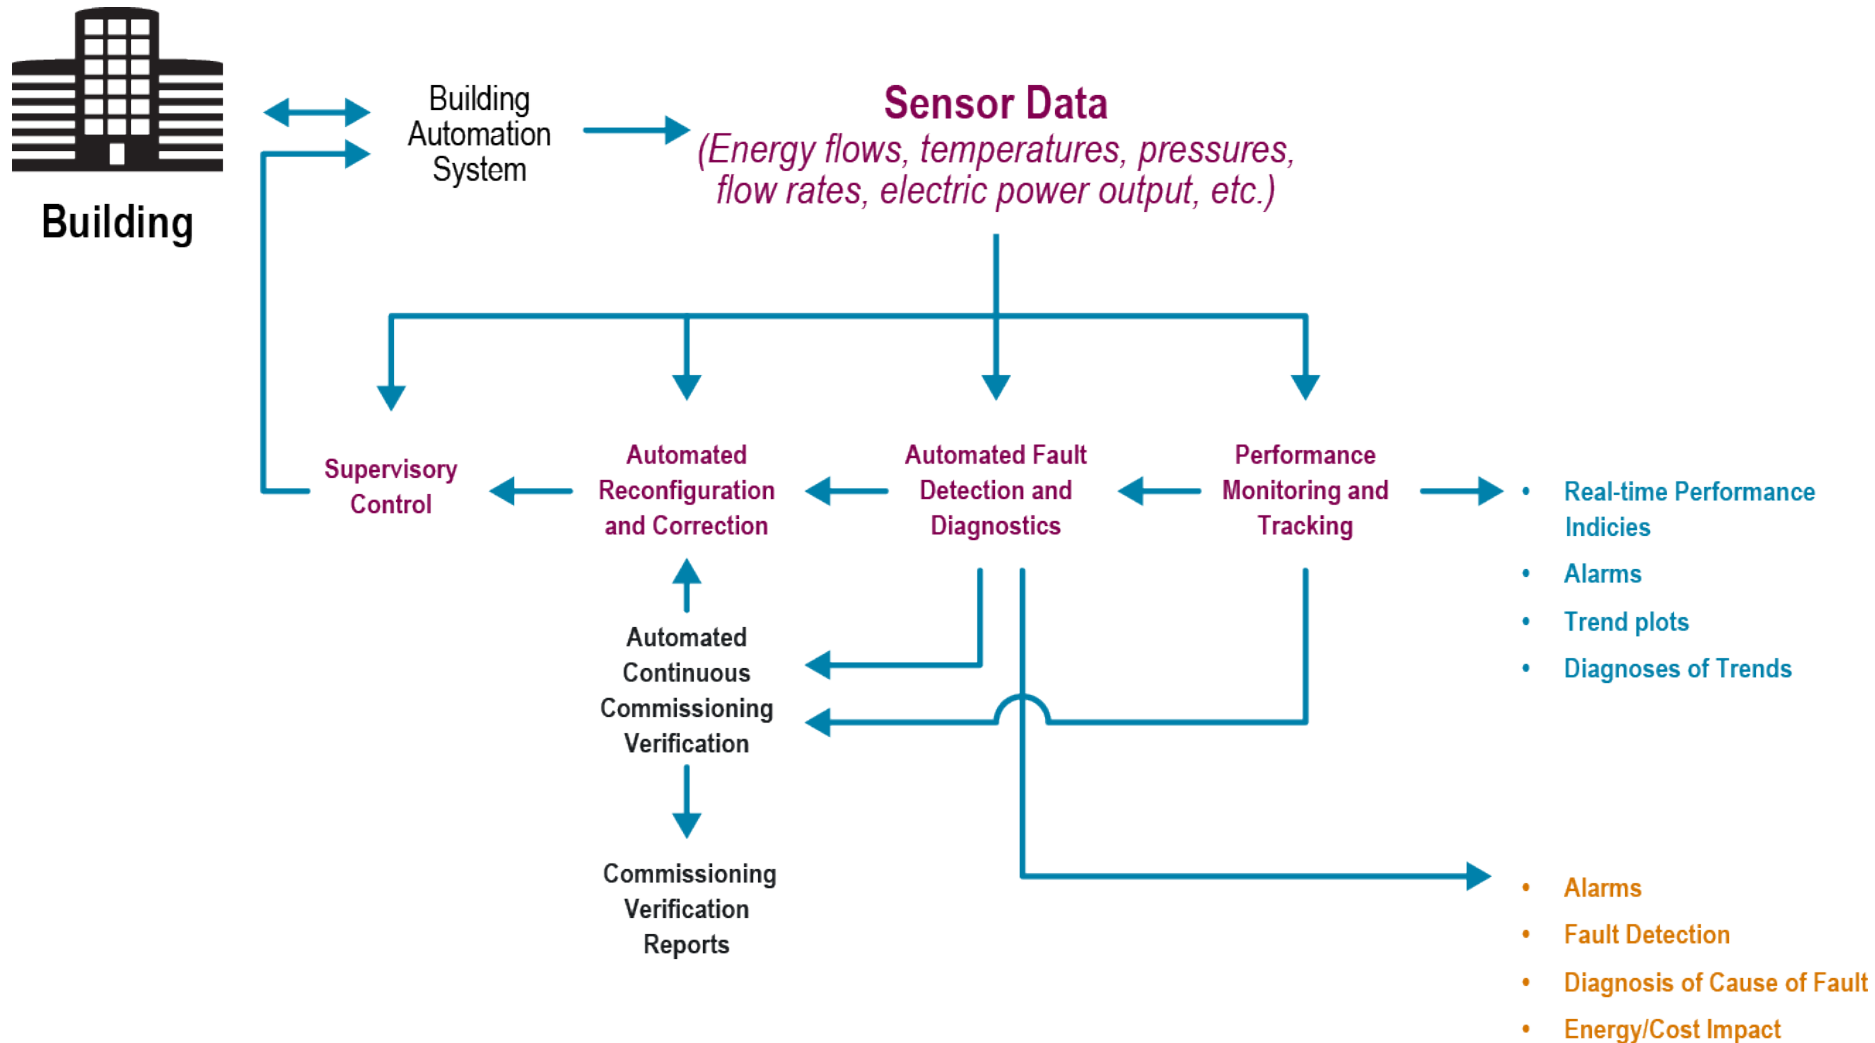 Building
Building
Automation
System
Sensor Data
(Energy flows, temperatures, pressures,
flow rates, electric power output, etc.)
Supervisory
Control
Automated
Reconfiguration
and Correction
Automated Fault
Detection and
Diagnostics
Performance
Monitoring and
Tracking
• Real-time Performance
Indicies
• Alarms
• Trend plots
• Diagnoses of Trends
Automated
Continuous
Commissioning
Verification
Commissioning
Verification
Reports
• Alarms
• Fault Detection
• Diagnosis of Cause of Fault
• Energy/Cost Impact